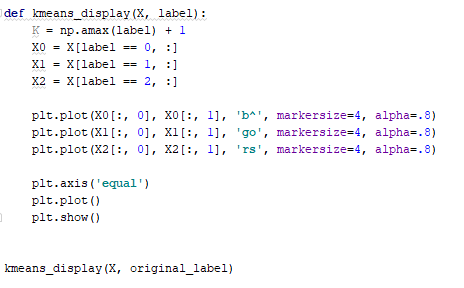 def kmeans_display(X, label):
    K = np.amax(label) + 1
    X0 = X[label == 0, :]
    X1 = X[label == 1, :]
    X2 = X[label == 2, :]

    plt.plot(X0[:, 0], X0[:, 1], 'b^', markersize=4, alpha=.8)
    plt.plot(X1[:, 0], X1[:, 1], 'go', markersize=4, alpha=.8)
    plt.plot(X2[:, 0], X2[:, 1], 'rs', markersize=4, alpha=.8)

    plt.axis('equal')
    plt.plot()
    plt.show()

kmeans_display(X, original_label)